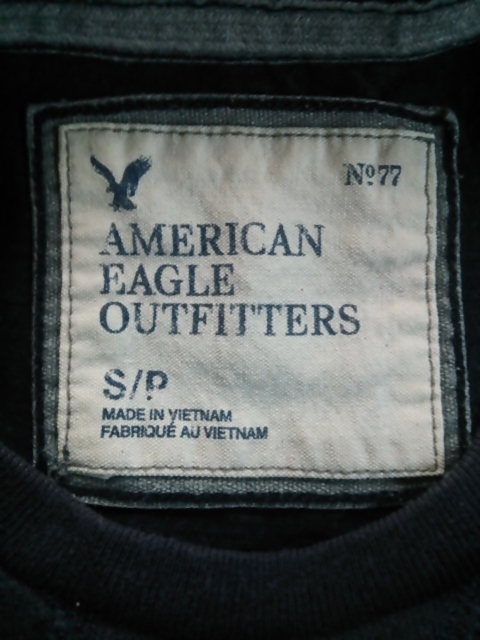 Nº77
AMERICAN
EAGLE
OUTFITTERS
S/P
MADE IN VIETNAM
FABRIQUÉ AU VIETNAM